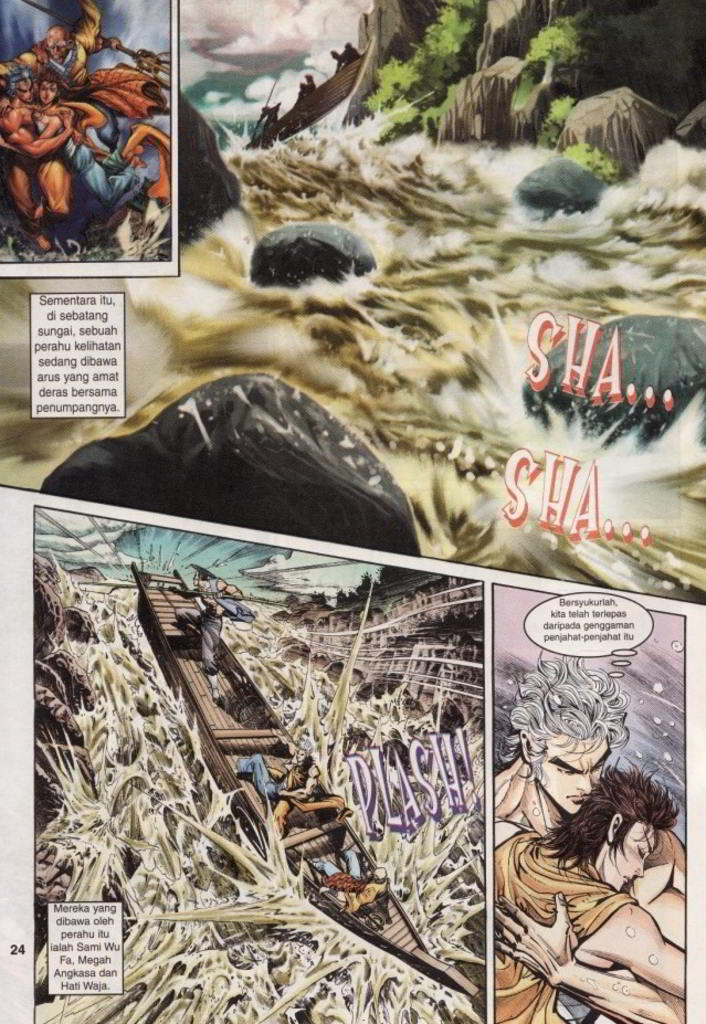 Sementara itu,
di sebatang
sungai, sebuah
perahu kelihatan
sedang dibawa
arus yang amat
deras bersama
penumpangnya.
SHA...
SHA...
PLASH!
Mereka yang
dibawa oleh
perahu itu
ialah Sami Wu
Fa, Megah
Angkasa dan
Hati Waja.
Bersyukurlah,
kita telah terlepas
daripada genggaman
penjahat-penjahat itu
24